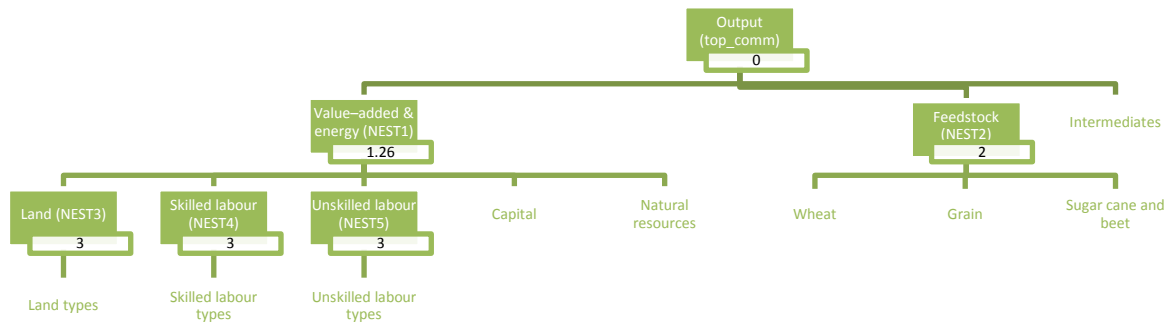 Output
(top_comm)
0
Value–added &
energy (NEST1)
1.26
Feedstock
(NEST2)
2
Intermediates
Land (NEST3)
3
Skilled labour
(NEST4)
3
Unskilled labour
(NEST5)
3
Capital
Natural
resources
Wheat
Grain
Sugar cane and
beet
Land types
Skilled labour
types
Unskilled labour
types